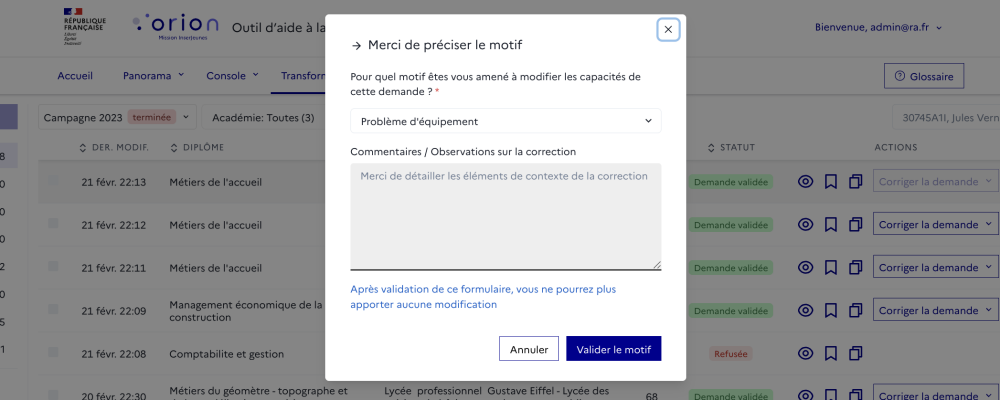 RÉPUBLIQUE
FRANÇAISE
Liberté
Égalité
Fraternité
orion
Mission InserJeunes
Outil d'aide à la
Bienvenue, admin@ra.fr
Accueil
Panorama
Console
Transform
Glossaire
Campagne 2023 terminée
Académie: Toutes (3)
30745A1I, Jules Vern
DER. MODIF.
DIPLÔME
STATUT
ACTIONS
8
21 févr. 22:13
Métiers de l'accueil
Demande validée
Corriger la demande
0
21 févr. 22:12
Métiers de l'accueil
Demande validée
Corriger la demande
0
21 févr. 22:11
Métiers de l'accueil
Demande validée
Corriger la demande
2
21 févr. 22:09
Management économique de la
construction
Demande validée
Corriger la demande
5
21 févr. 22:08
Comptabilite et gestion
Refusée
1
20 févr. 22:30
Métiers du géomètre - topographe et
Lycée professionnel Gustave Eiffel - Lycée des
68
Demande validée
Corriger la demande
Merci de préciser le motif
Pour quel motif êtes vous amené à modifier les capacités de
cette demande ? *
Problème d'équipement
Commentaires / Observations sur la correction
Merci de détailler les éléments de contexte de la correction
Après validation de ce formulaire, vous ne pourrez plus
apporter aucune modification
Annuler
Valider le motif